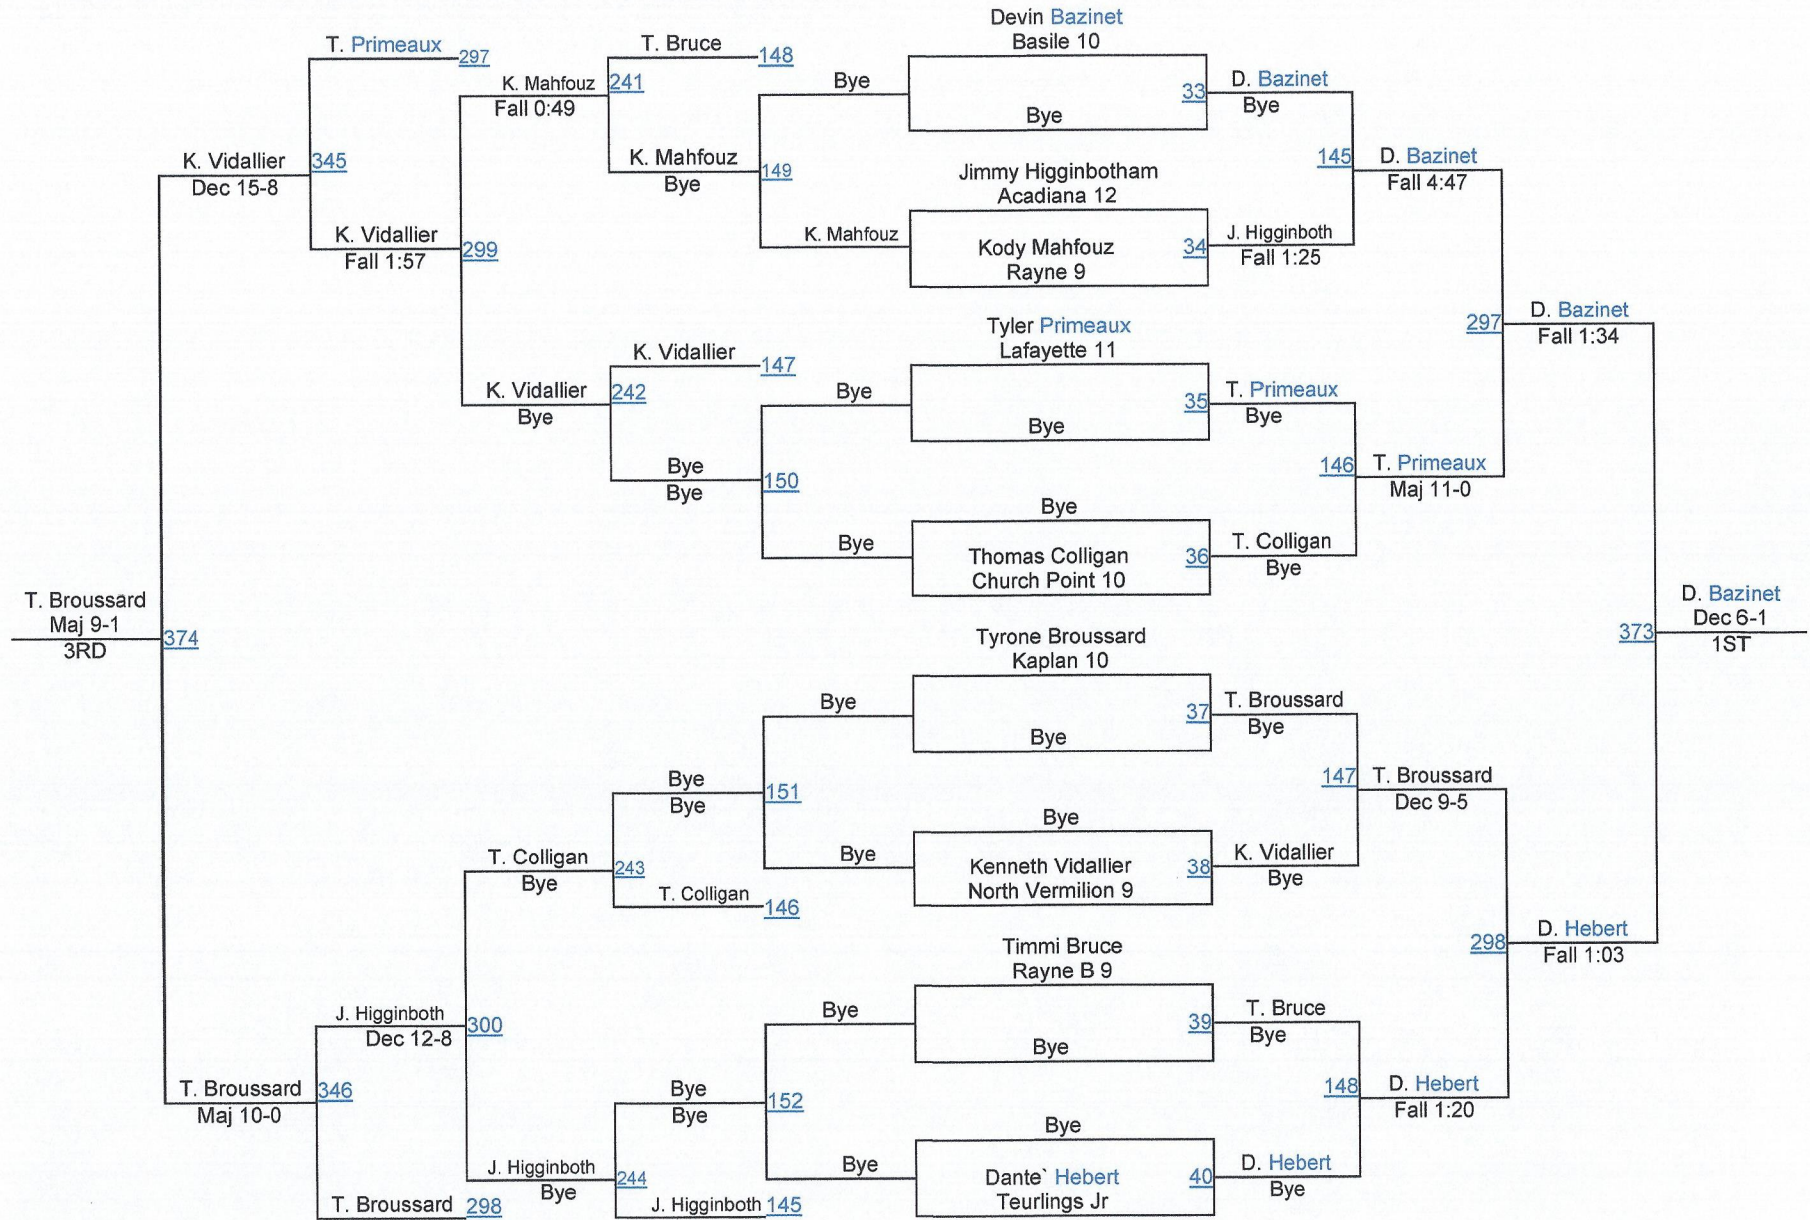 Devin Bazinet
Basile 10
T. Primeaux 297
T. Bruce 148
K. Mahfouz 241
Fall 0:49
Bye
33
D. Bazinet
Bye
Bye
K. Vidallier 345
Dec 15-8
K. Mahfouz 149
Bye
Jimmy Higginbotham
Acadiana 12
145
D. Bazinet
Fall 4:47
K. Vidallier 299
Fall 1:57
K. Mahfouz
Kody Mahfouz
Rayne 9
34
J. Higginboth
Fall 1:25
Tyler Primeaux
Lafayette 11
297
D. Bazinet
Fall 1:34
K. Vidallier 147
K. Vidallier 242
Bye
Bye
35
T. Primeaux
Bye
Bye
Bye
Bye
150
146
T. Primeaux
Maj 11-0
Bye
Bye
Thomas Colligan
Church Point 10
36
T. Colligan
Bye
T. Broussard
Maj 9-1
3RD
374
Tyrone Broussard
Kaplan 10
373
D. Bazinet
Dec 6-1
1ST
Bye
37
T. Broussard
Bye
Bye
Bye
Bye
151
147
T. Broussard
Dec 9-5
Bye
T. Colligan 243
Bye
Bye
Kenneth Vidallier
North Vermilion 9
38
K. Vidallier
Bye
T. Colligan 146
Timmi Bruce
Rayne B 9
298
D. Hebert
Fall 1:03
J. Higginboth 300
Dec 12-8
Bye
39
T. Bruce
Bye
Bye
T. Broussard 346
Maj 10-0
Bye
Bye
152
148
D. Hebert
Fall 1:20
Bye
J. Higginboth 244
Bye
Bye
Dante` Hebert
Teurlings Jr
40
D. Hebert
Bye
T. Broussard 298
J. Higginboth 145